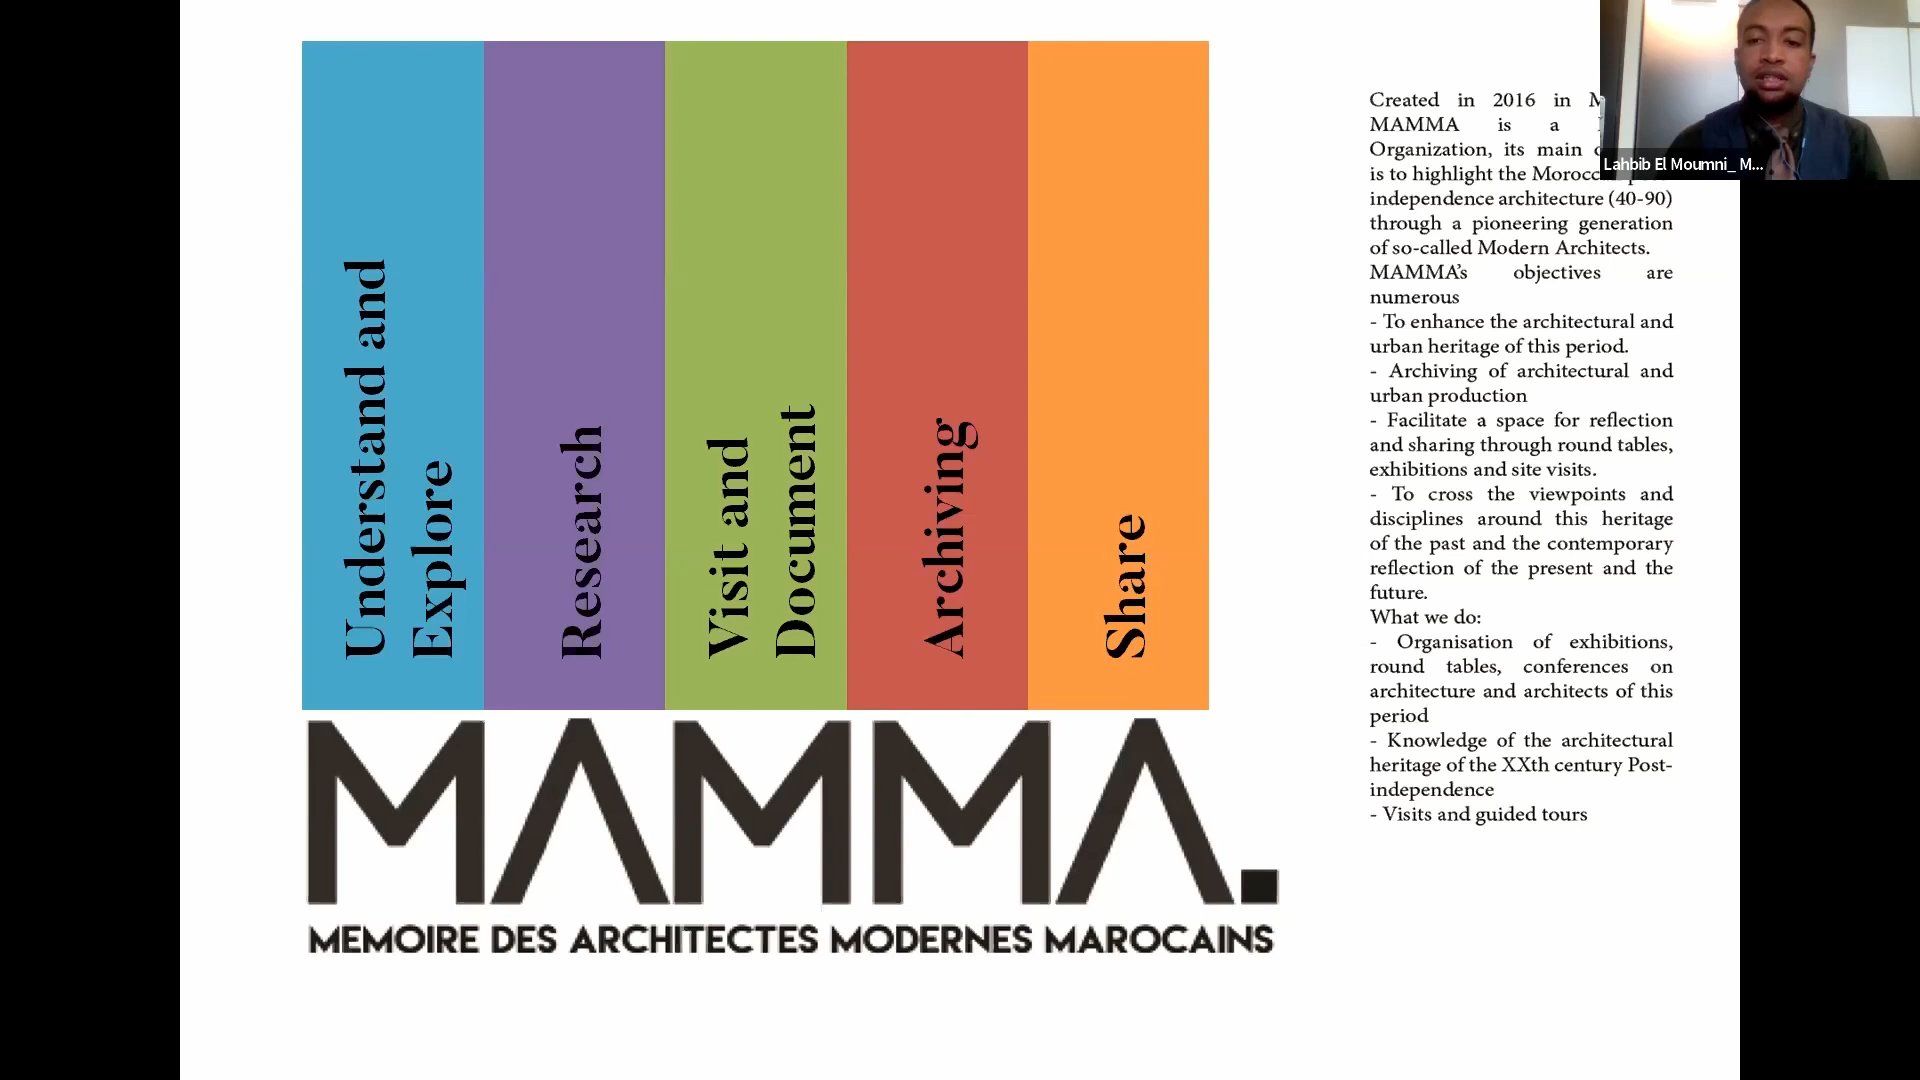 Understand and
Explore
Research
Visit and
Document
Archiving
Share
MAMMA.
MEMOIRE DES ARCHITECTES MODERNES MAROCAINS
Created in 2016 in
MAMMA is a
Organization, its main
is to highlight the
independence architecture (40-90)
through a pioneering generation
of so-called Modern Architects.
MAMMA's objectives are
numerous
- To enhance the architectural and
urban heritage of this period.
- Archiving of architectural and
urban production
- Facilitate a space for reflection
and sharing through round tables,
exhibitions and site visits.
- To cross the viewpoints and
disciplines around this heritage
of the past and the contemporary
reflection of the present and the
future.
What we do:
- Organisation of exhibitions,
round tables, conferences on
architecture and architects of this
period
- Knowledge of the architectural
heritage of the XXth century Post-
independence
- Visits and guided tours
Lahbib El Moumni_ M...